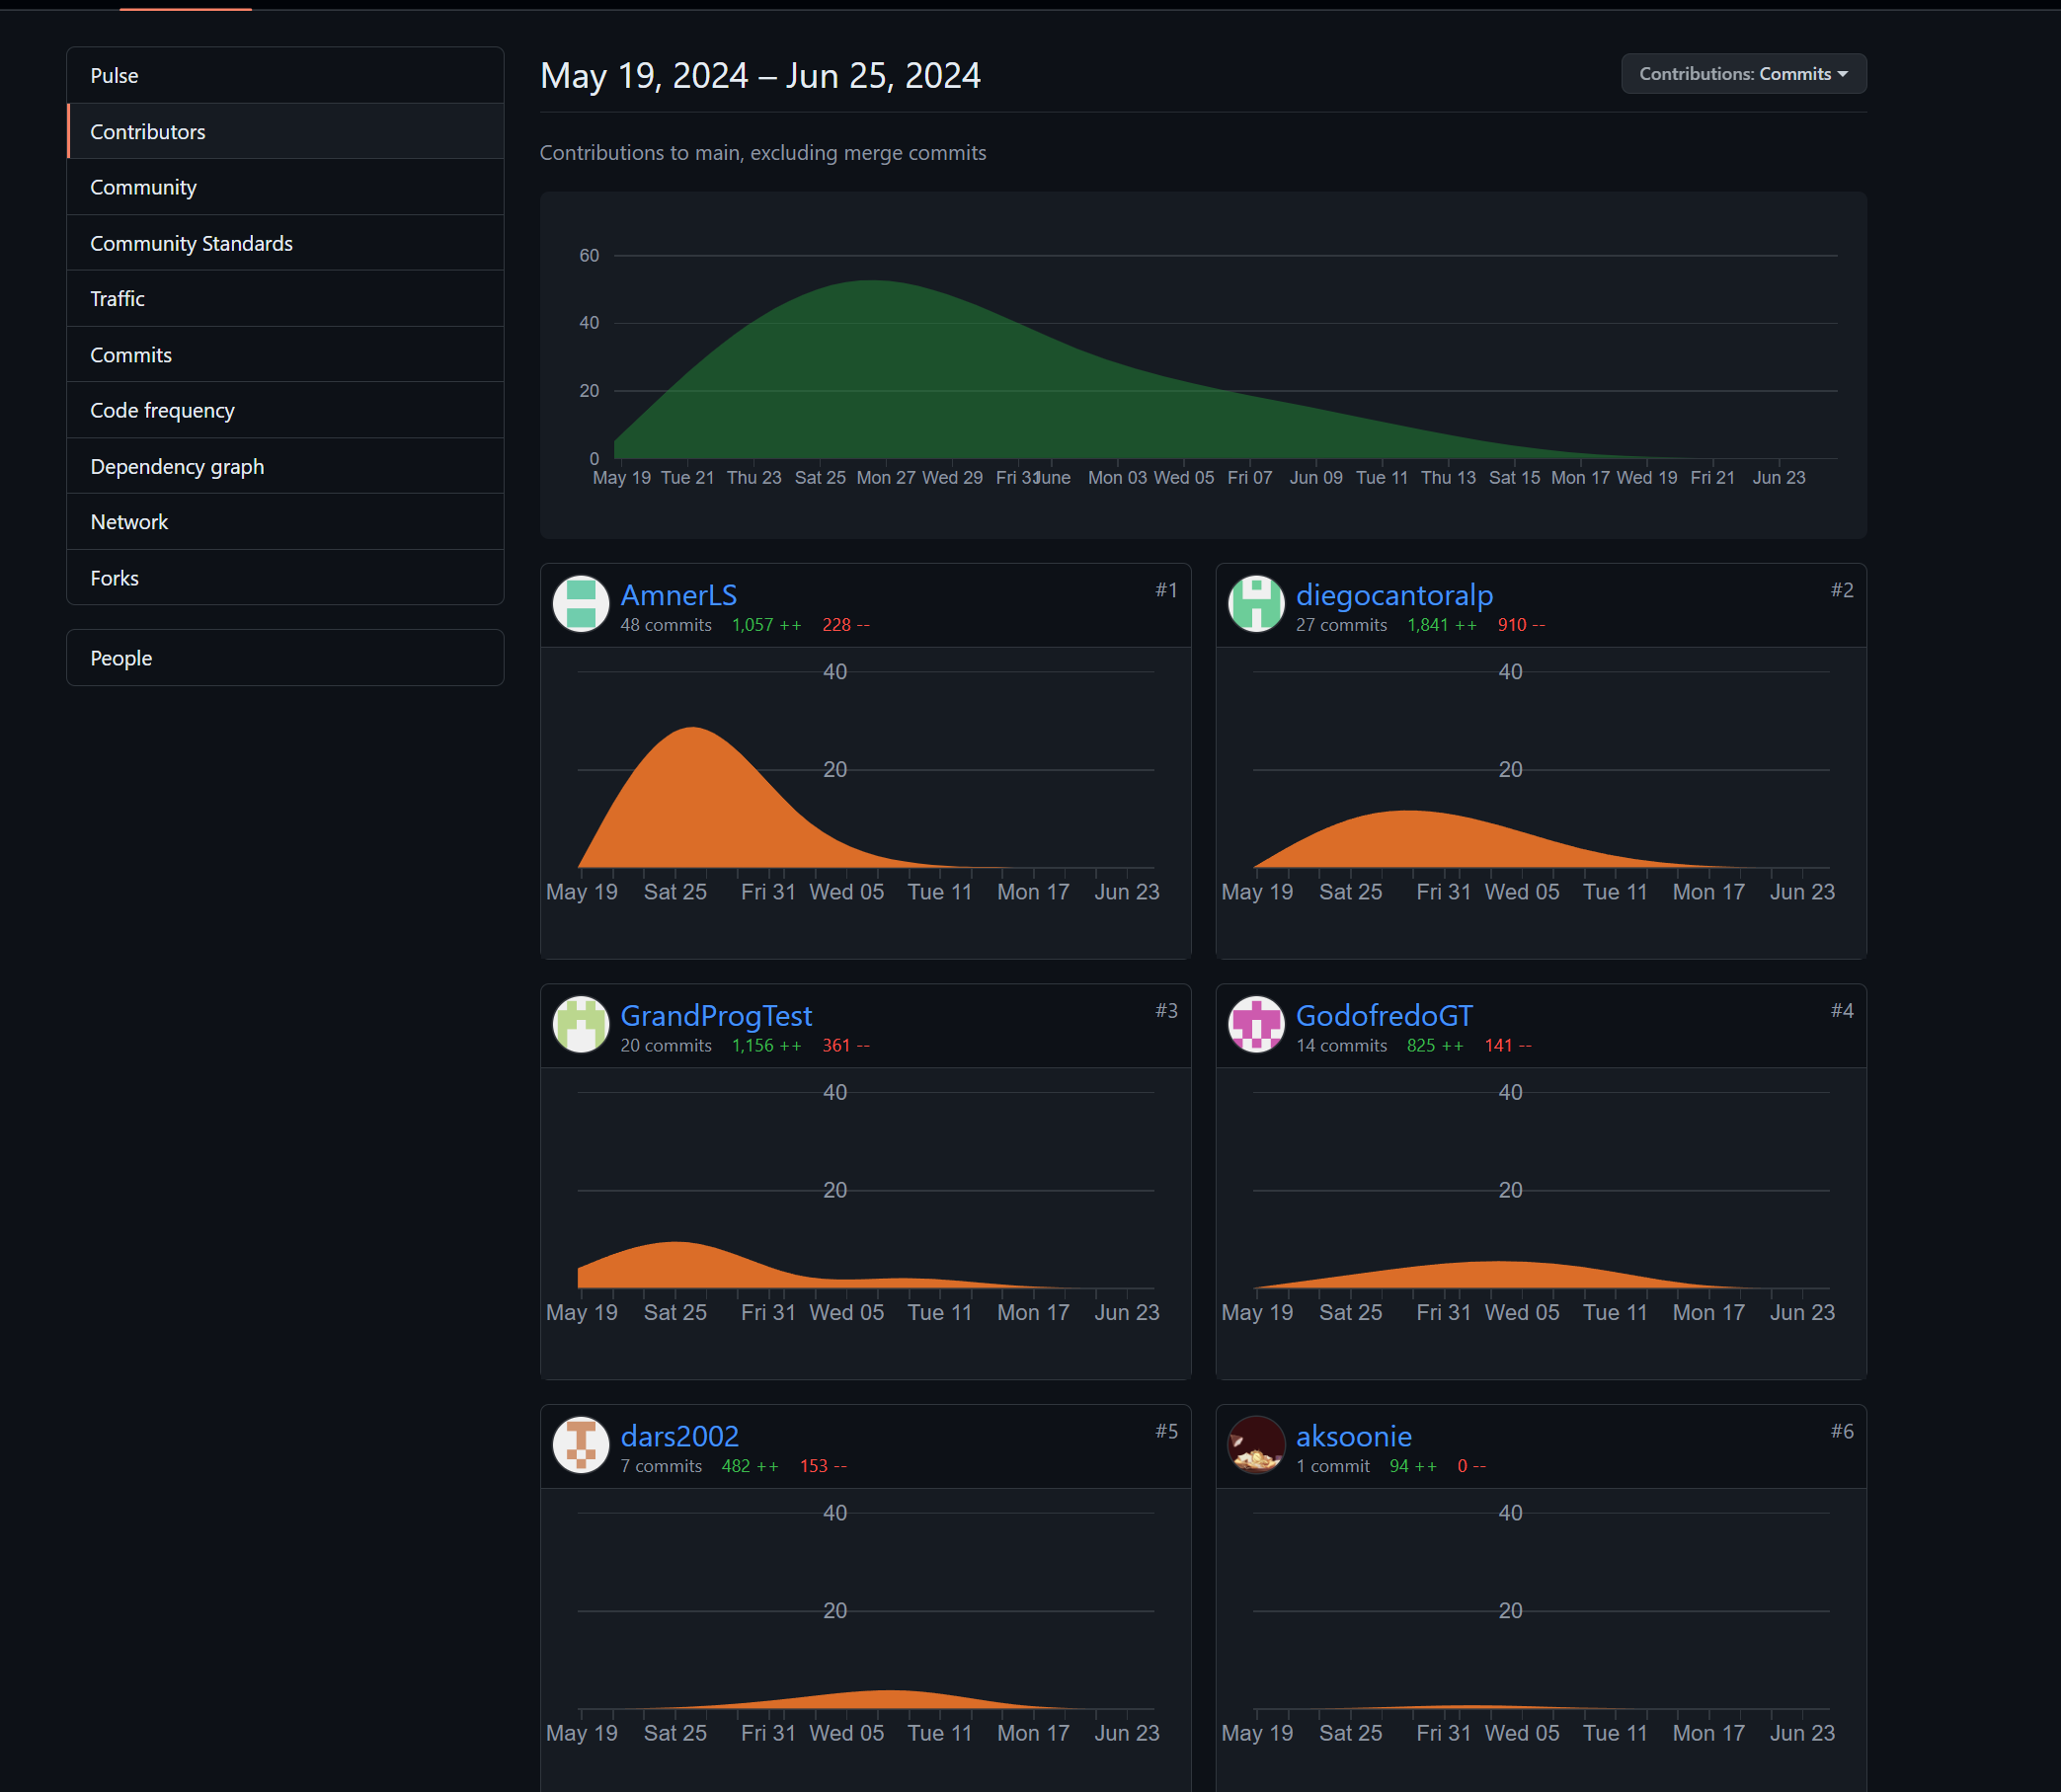 Pulse
Contributors
Community
Community Standards
Traffic
Commits
Code frequency
Dependency graph
Network
Forks
People
May 19, 2024 – Jun 25, 2024
Contributions: Commits
Contributions to main, excluding merge commits
60
40
20
0
May 19 Tue 21 Thu 23 Sat 25 Mon 27 Wed 29 Fri 31 June Mon 03 Wed 05 Fri 07 Jun 09 Tue 11 Thu 13 Sat 15 Mon 17 Wed 19 Fri 21 Jun 23
AmnerLS #1
48 commits 1,057 ++ 228 --
40
20
May 19 Sat 25 Fri 31 Wed 05 Tue 11 Mon 17 Jun 23
diegocantoralp #2
27 commits 1,841 ++ 910 --
40
20
May 19 Sat 25 Fri 31 Wed 05 Tue 11 Mon 17 Jun 23
GrandProgTest #3
20 commits 1,156 ++ 361 --
40
20
May 19 Sat 25 Fri 31 Wed 05 Tue 11 Mon 17 Jun 23
GodofredoGT #4
14 commits 825 ++ 141 --
40
20
May 19 Sat 25 Fri 31 Wed 05 Tue 11 Mon 17 Jun 23
dars2002 #5
7 commits 482 ++ 153 --
40
20
May 19 Sat 25 Fri 31 Wed 05 Tue 11 Mon 17 Jun 23
aksoonie #6
1 commit 94 ++ 0 --
40
20
May 19 Sat 25 Fri 31 Wed 05 Tue 11 Mon 17 Jun 23